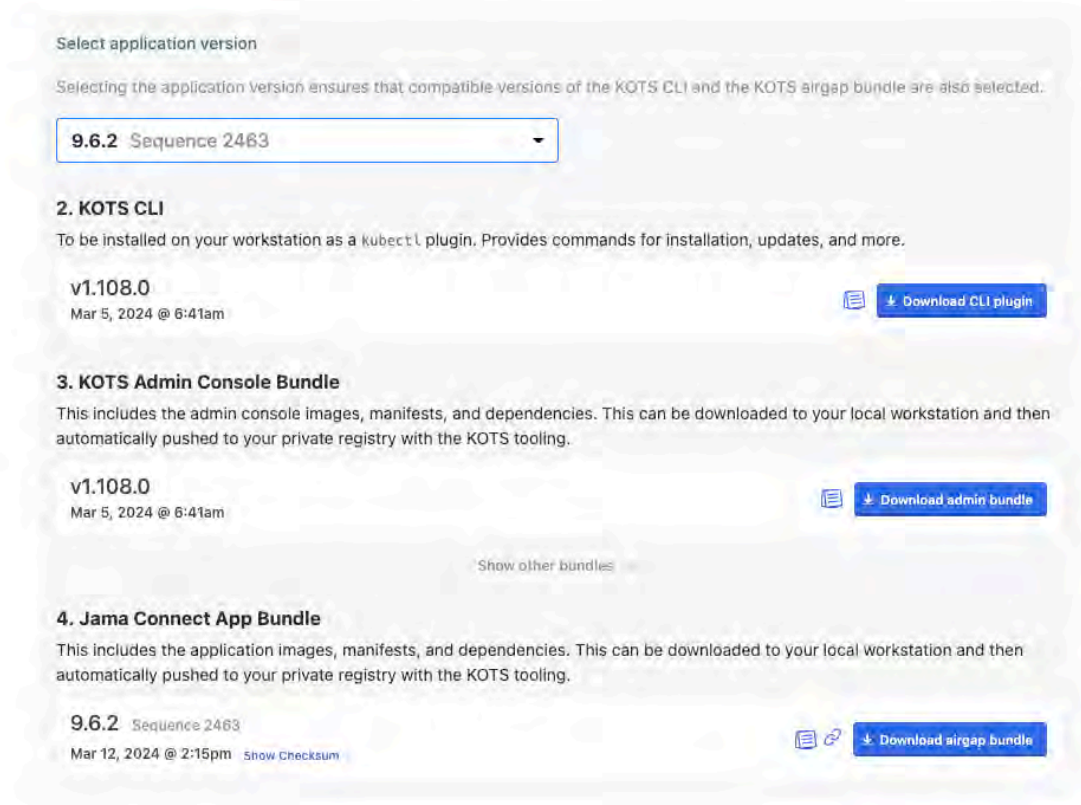 Select application version
Selecting the application version ensures that compatible versions of the KOTS CLI and the KOTS airgap bundle are also selected.
9.6.2 Sequence 2463
2. KOTS CLI
To be installed on your workstation as a kubectl plugin. Provides commands for installation, updates, and more.
v1.108.0
Mar 5, 2024 @ 6:41am
Download CLI plugin
3. KOTS Admin Console Bundle
This includes the admin console images, manifests, and dependencies. This can be downloaded to your local workstation and then
automatically pushed to your private registry with the KOTS tooling.
v1.108.0
Mar 5, 2024 @ 6:41am
Download admin bundle
Show other bundles
4. Jama Connect App Bundle
This includes the application images, manifests, and dependencies. This can be downloaded to your local workstation and then
automatically pushed to your private registry with the KOTS tooling.
9.6.2 Sequence 2463
Mar 12, 2024 @ 2:15pm Show Checksum
Download airgap bundle